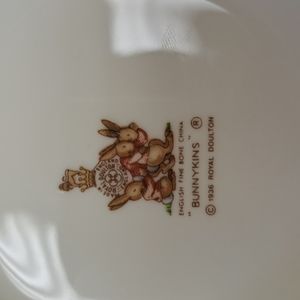 ENGLISH FINE BONE CHINA
" BUNNYKINS " ®
© 1936 ROYAL DOULTON